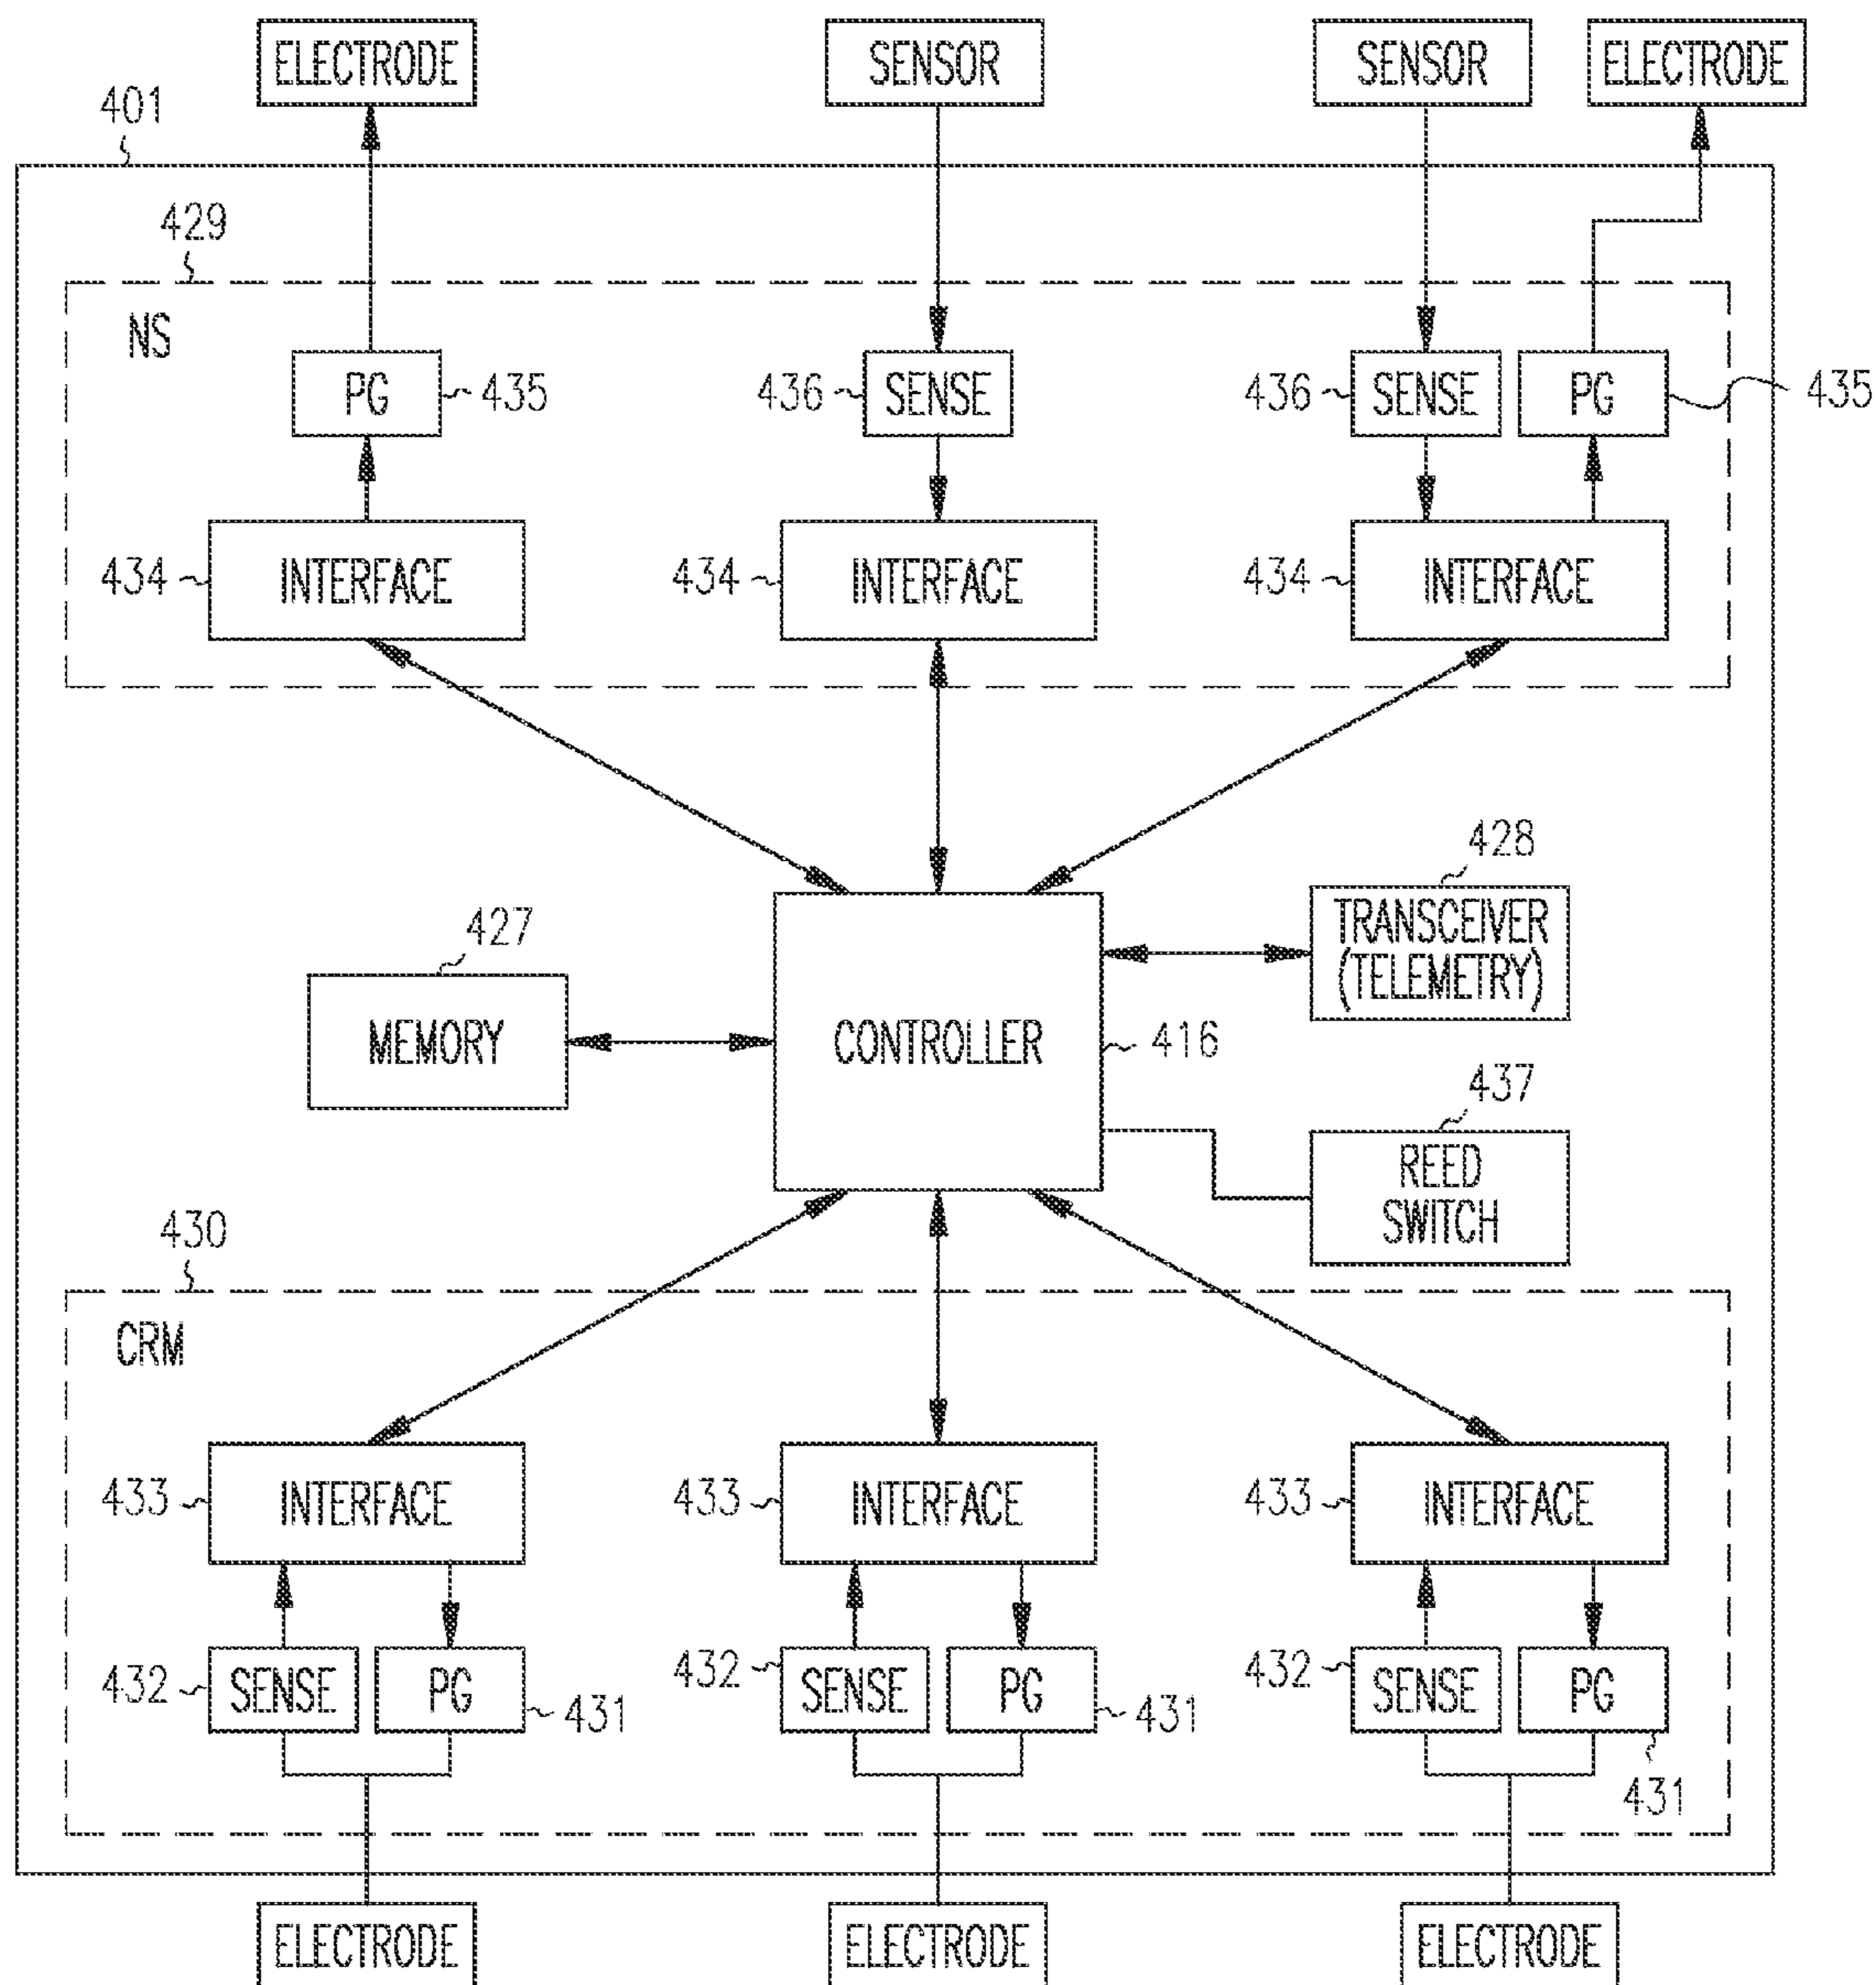 ELECTRODE SENSOR SENSOR ELECTRODE
401
429
NS
PG 435 436 SENSE 436 SENSE PG 435
434 INTERFACE 434 INTERFACE 434 INTERFACE
428
TRANSCEIVER
(TELEMETRY)
427
MEMORY CONTROLLER 416
437
REED
SWITCH
430
CRM
433 INTERFACE 433 INTERFACE 433 INTERFACE
432 SENSE PG 431 432 SENSE PG 431 432 SENSE PG
431
ELECTRODE ELECTRODE ELECTRODE